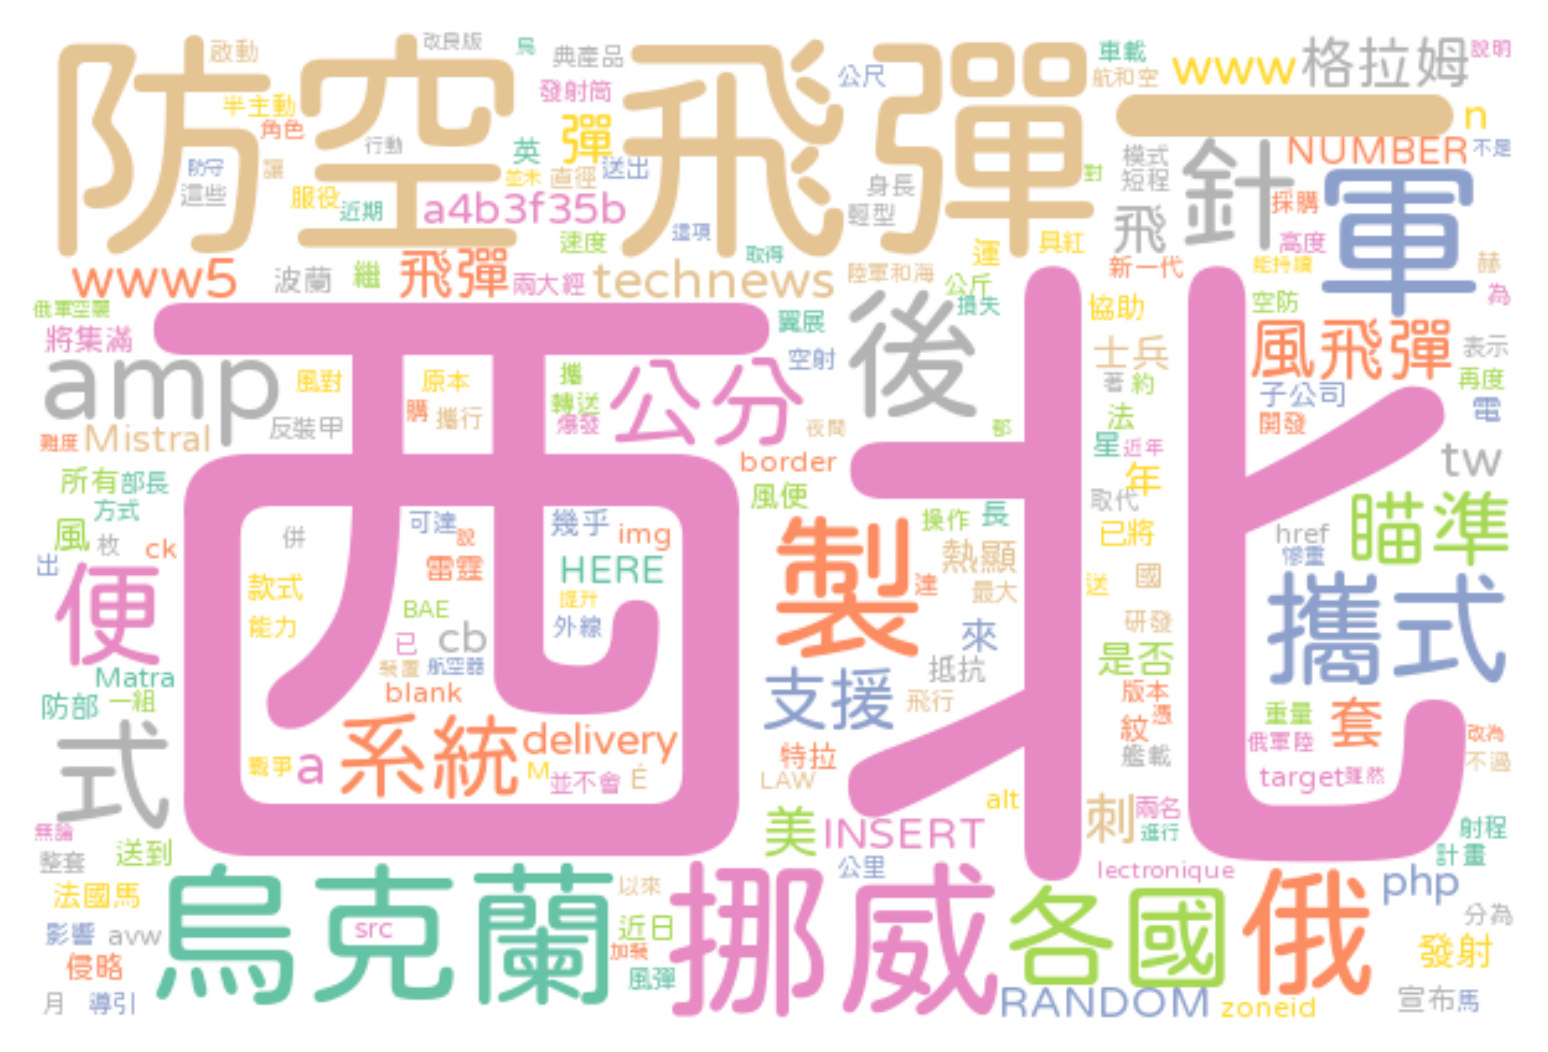 防空飛彈一
西北
烏克蘭
挪威
各國
俄
軍
針
後
製
攜式
瞄準
風飛彈
公分
系統
支援
便
式
amp
www5
technews
a4b3f35b
www
格拉姆
說明
n
NUMBER
不是
啟動
改良版
烏
典產品
公尺
車載
航和空
半主動
角色
發射筒
彈
英
送出
行動
防守
這些
讓
服役
近期
並未
直徑
身長
輕型
模式
短程
對
飛
採購
高度
速度
這項
取得
運
具紅
新一代
能持續
赫
為
波蘭
繼
飛彈
兩大經
陸軍和海
公斤
損失
俄軍空襲
將集滿
翼展
空射
協助
空防
士兵
著
約
表示
再度
子公司
電
開發
風對
原本
購
攜行
攜
轉送
爆發
反裝甲
難度
Mistral
夜間
都
法
星
近年
border
年
tw
所有
部長
方式
風便
取代
風
枚
ck
出
併
可達
說
幾乎
img
操作
長
已將
href
慘重
雷霆
HERE
熱顯
達
最大
送
國
款式
提升
能力
BAE
外線
已
cb
來
研發
是否
抵抗
裝置
航空器
Matra
blank
飛行
版本
憑
紋
重量
套
防部
一組
俄軍陸
改為
不過
delivery
特拉
艦載
戰爭
a
M
並不會
É
LAW
target
雖然
alt
刺
兩名
進行
無論
整套
送到
美
INSERT
射程
計畫
公里
lectronique
php
法國馬
以來
分為
影響
avw
src
近日
加裝
發射
侵略
風彈
月
導引
RANDOM
zoneid
宣布
馬